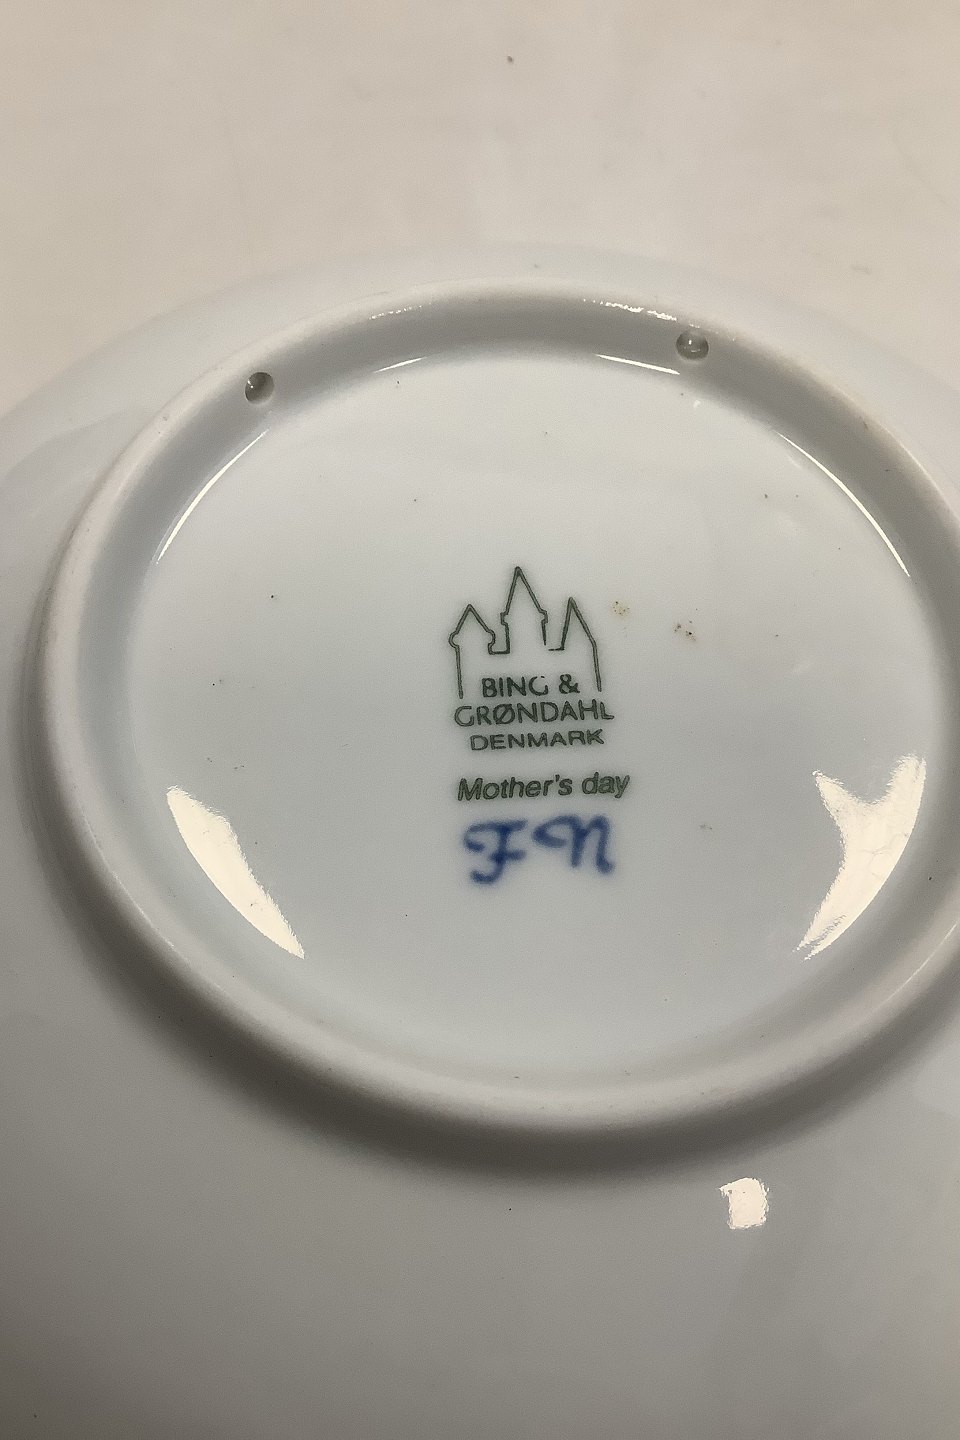 BING &
GRØNDAHL
DENMARK
Mother's day
FN